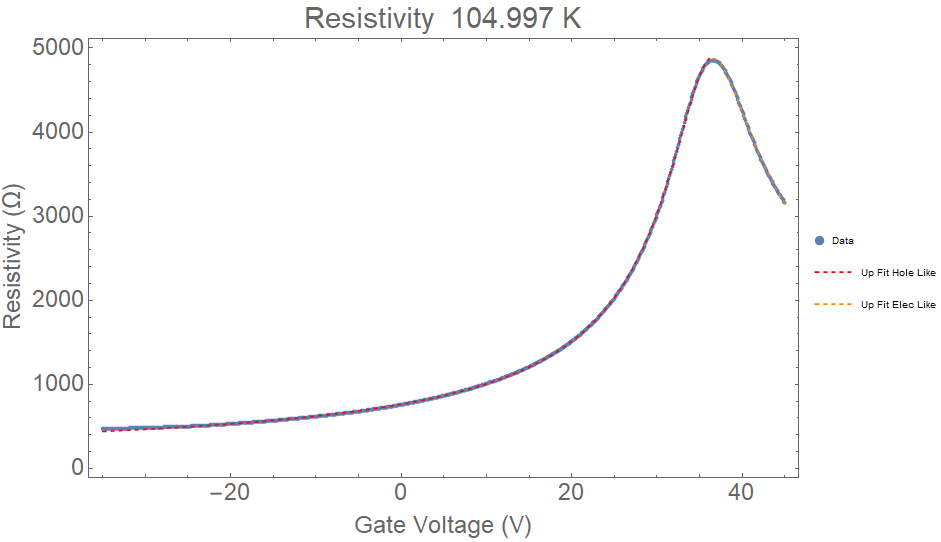 Resistivity  104.997 K
5000
4000
3000
2000
1000
0
Resistivity (Ω)
−20
0
20
40
Gate Voltage (V)
Data
Up Fit Hole Like
Up Fit Elec Like